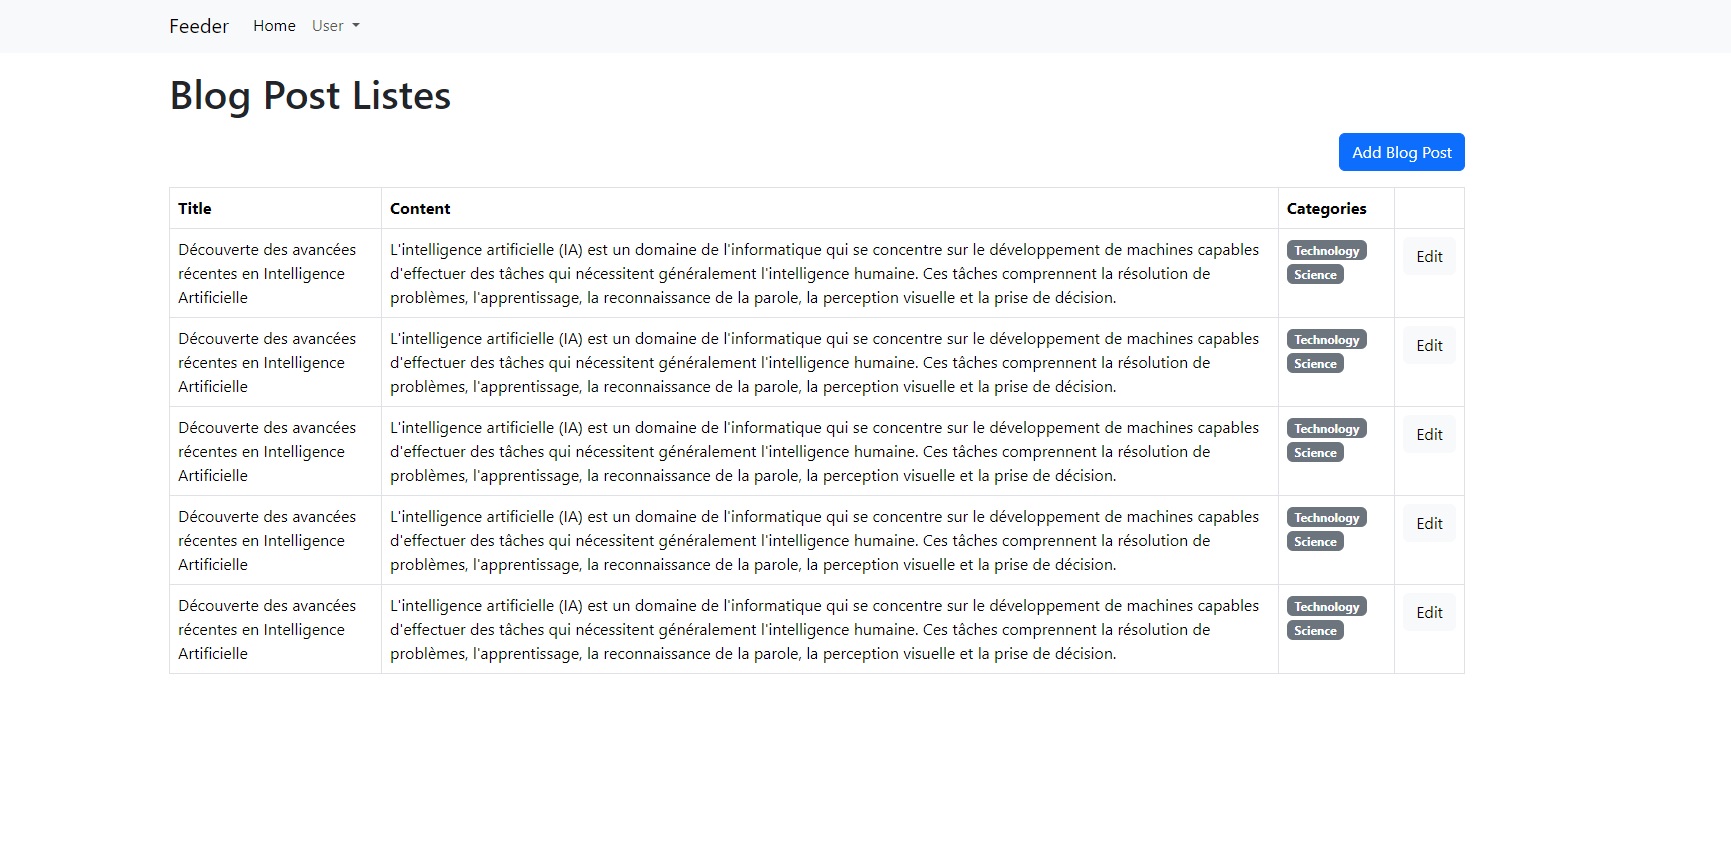 Feeder Home User
Blog Post Listes
Add Blog Post
Title Content Categories
Découverte des avancées
récentes en Intelligence
Artificielle
L'intelligence artificielle (IA) est un domaine de l'informatique qui se concentre sur le développement de machines capables
d'effectuer des tâches qui nécessitent généralement l'intelligence humaine. Ces tâches comprennent la résolution de
problèmes, l'apprentissage, la reconnaissance de la parole, la perception visuelle et la prise de décision.
Technology
Science
Edit
Découverte des avancées
récentes en Intelligence
Artificielle
L'intelligence artificielle (IA) est un domaine de l'informatique qui se concentre sur le développement de machines capables
d'effectuer des tâches qui nécessitent généralement l'intelligence humaine. Ces tâches comprennent la résolution de
problèmes, l'apprentissage, la reconnaissance de la parole, la perception visuelle et la prise de décision.
Technology
Science
Edit
Découverte des avancées
récentes en Intelligence
Artificielle
L'intelligence artificielle (IA) est un domaine de l'informatique qui se concentre sur le développement de machines capables
d'effectuer des tâches qui nécessitent généralement l'intelligence humaine. Ces tâches comprennent la résolution de
problèmes, l'apprentissage, la reconnaissance de la parole, la perception visuelle et la prise de décision.
Technology
Science
Edit
Découverte des avancées
récentes en Intelligence
Artificielle
L'intelligence artificielle (IA) est un domaine de l'informatique qui se concentre sur le développement de machines capables
d'effectuer des tâches qui nécessitent généralement l'intelligence humaine. Ces tâches comprennent la résolution de
problèmes, l'apprentissage, la reconnaissance de la parole, la perception visuelle et la prise de décision.
Technology
Science
Edit
Découverte des avancées
récentes en Intelligence
Artificielle
L'intelligence artificielle (IA) est un domaine de l'informatique qui se concentre sur le développement de machines capables
d'effectuer des tâches qui nécessitent généralement l'intelligence humaine. Ces tâches comprennent la résolution de
problèmes, l'apprentissage, la reconnaissance de la parole, la perception visuelle et la prise de décision.
Technology
Science
Edit